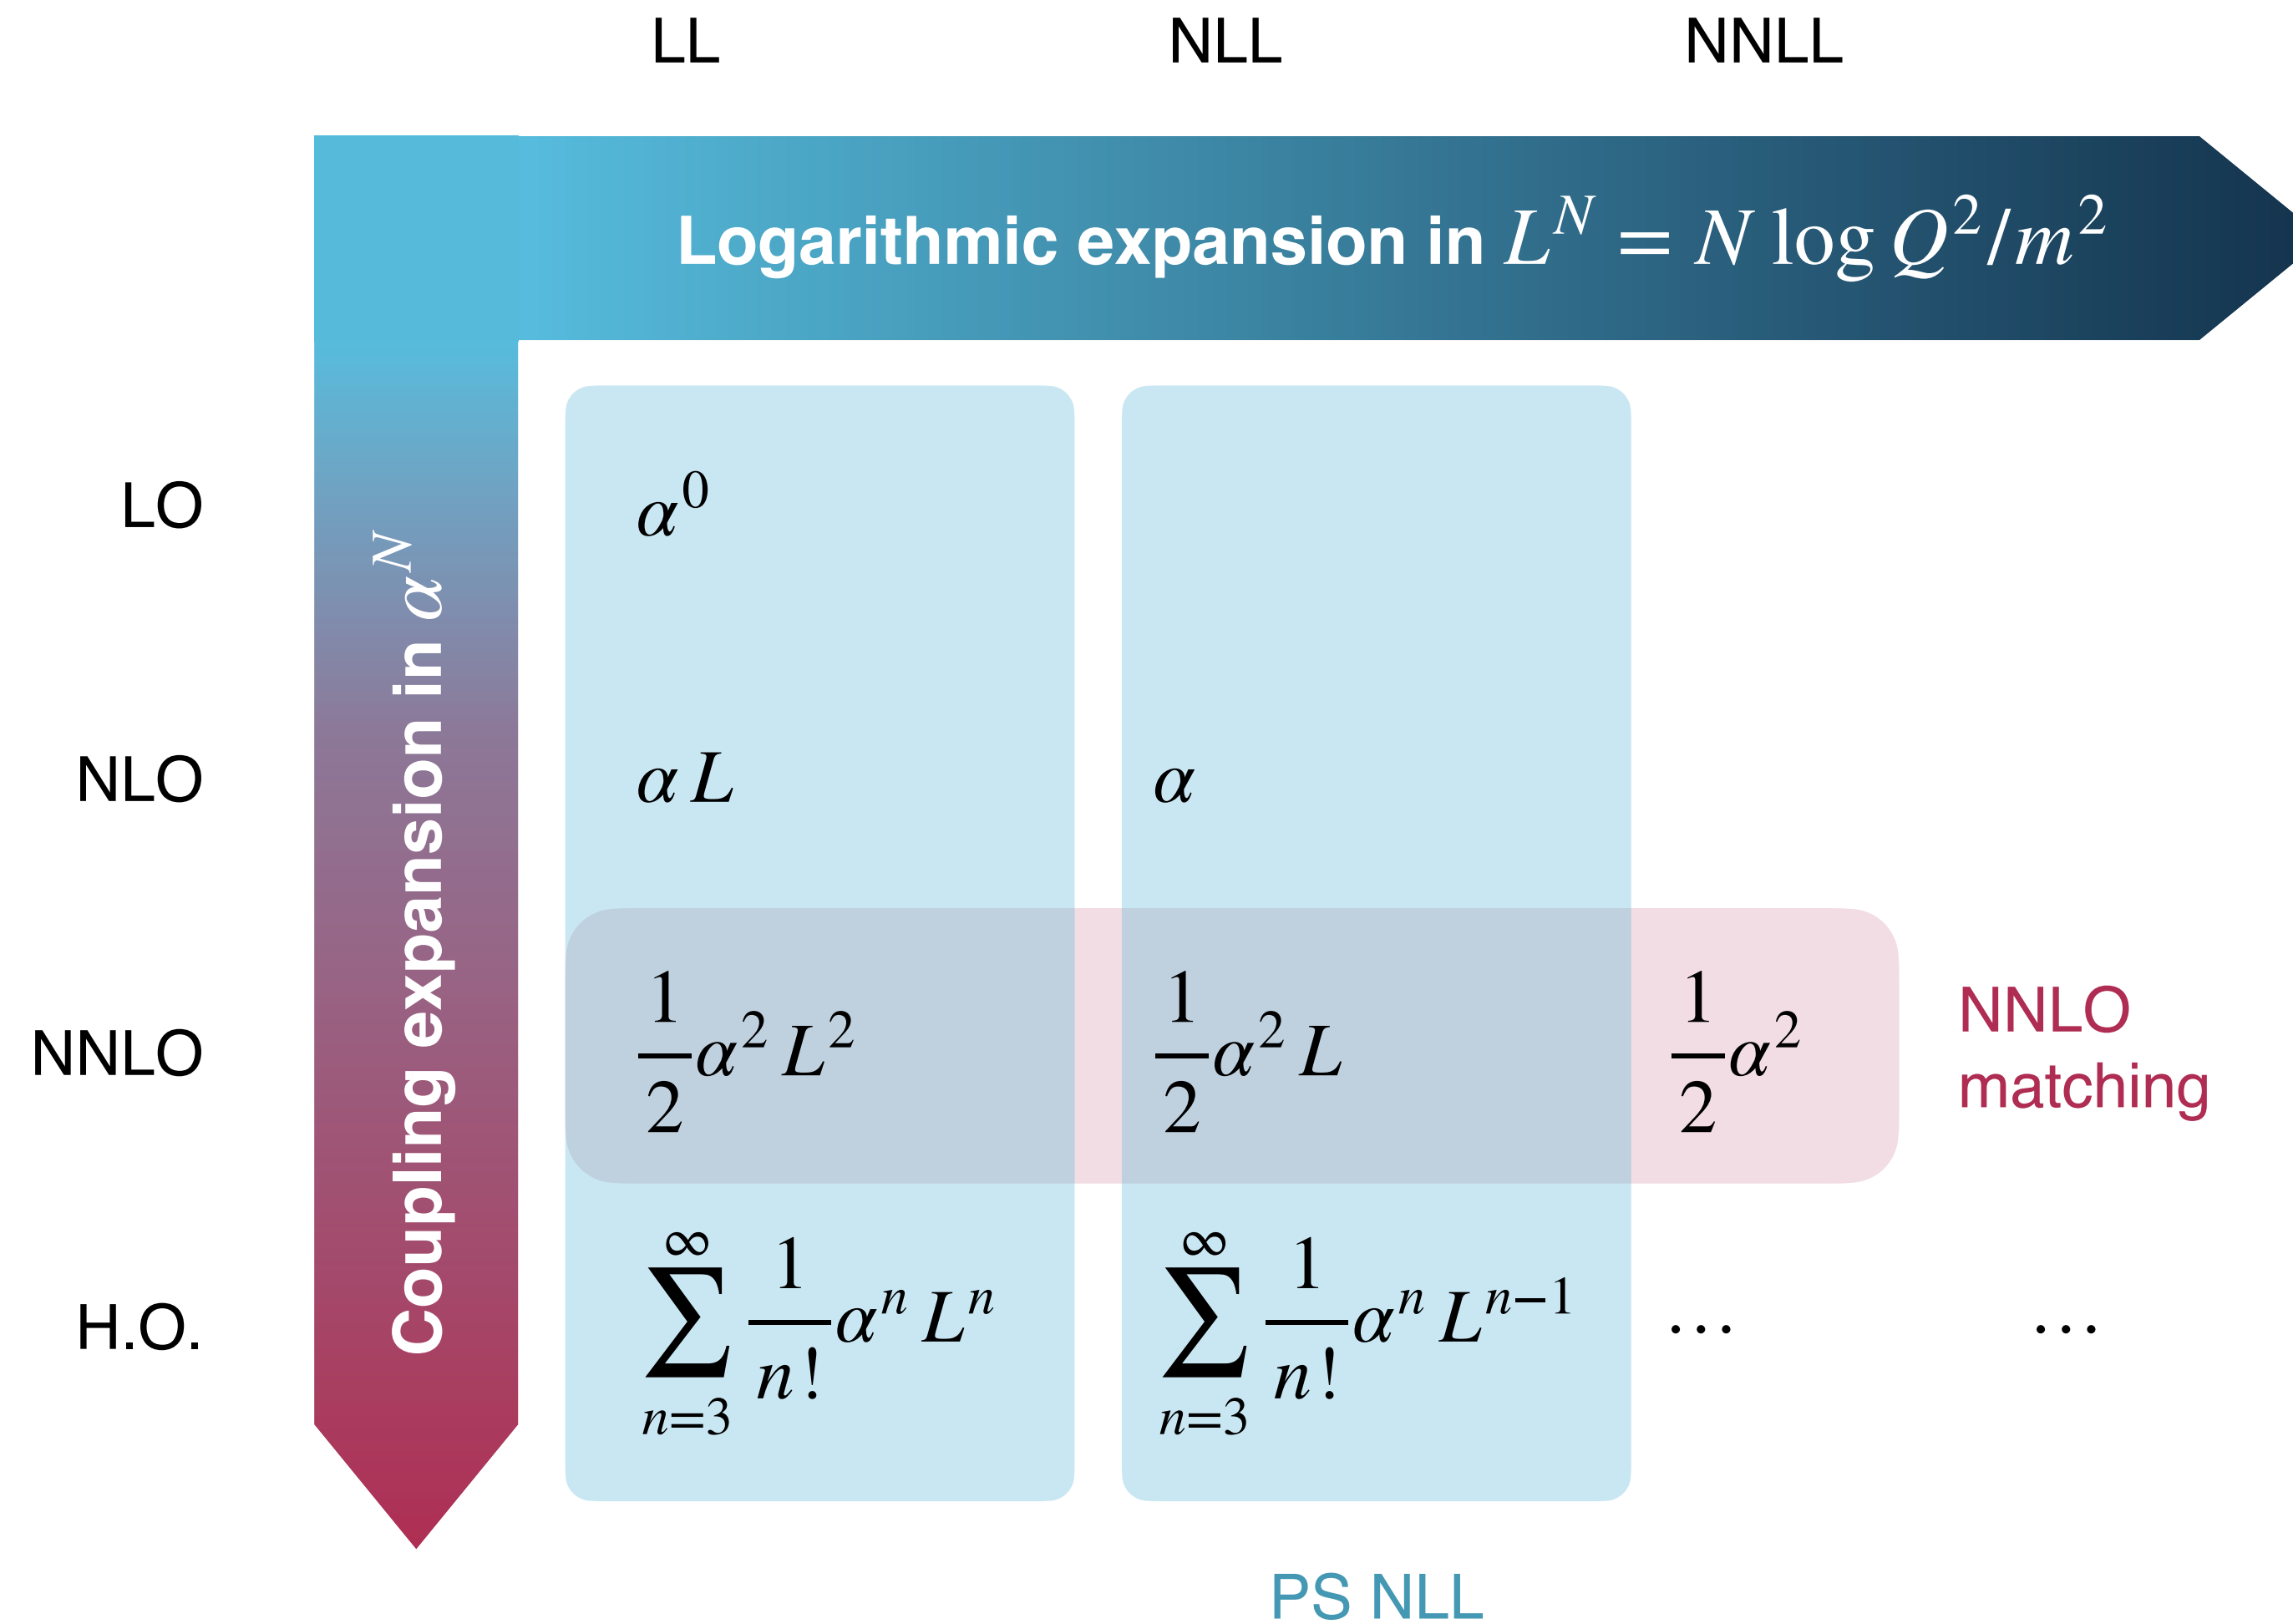 LL NLL NNLL
Logarithmic expansion in L^N = N log Q^2/m^2
Coupling expansion in α^N
LO α^0
NLO α L α
NNLO 1/2 α^2 L^2 1/2 α^2 L 1/2 α^2 NNLO
matching
H.O. ∑_{n=3}^{∞} 1/n! α^n L^n ∑_{n=3}^{∞} 1/n! α^n L^{n−1} … …
PS NLL